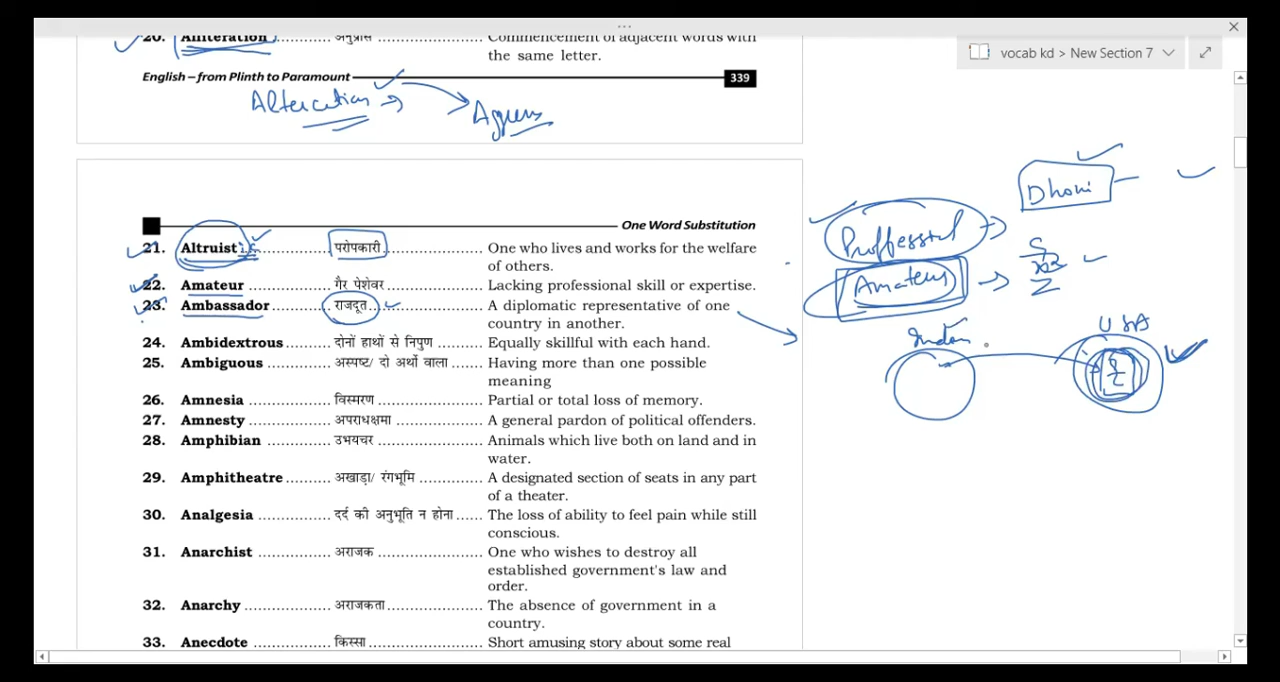 20. Alliteration .......... अनुप्रास ..................... Commencement of adjacent words with
the same letter.
vocab kd > New Section 7
English – from Plinth to Paramount 339
Altercation
Dhoni
One Word Substitution
21. Altruist .......... परोपकारी ..................... One who lives and works for the welfare
of others.
Proffessional
22. Amateur .......... गैर पेशेवर ..................... Lacking professional skill or expertise.
Amateur
23. Ambassador .......... राजदूत ..................... A diplomatic representative of one
country in another.
USA
24. Ambidextrous .......... दोनों हाथों से निपुण ....... Equally skillful with each hand.
25. Ambiguous .......... अस्पष्ट/ दो अर्थो वाला ....... Having more than one possible
meaning
26. Amnesia .......... विस्मरण ..................... Partial or total loss of memory.
27. Amnesty .......... अपराधक्षमा ..................... A general pardon of political offenders.
28. Amphibian .......... उभयचर ..................... Animals which live both on land and in
water.
29. Amphitheatre .......... अखाड़ा/ रंगभूमि .............. A designated section of seats in any part
of a theater.
30. Analgesia .......... दर्द की अनुभूति न होना ...... The loss of ability to feel pain while still
conscious.
31. Anarchist .......... अराजक ..................... One who wishes to destroy all
established government's law and
order.
32. Anarchy .......... अराजकता ..................... The absence of government in a
country.
33. Anecdote .......... किस्सा ..................... Short amusing story about some real